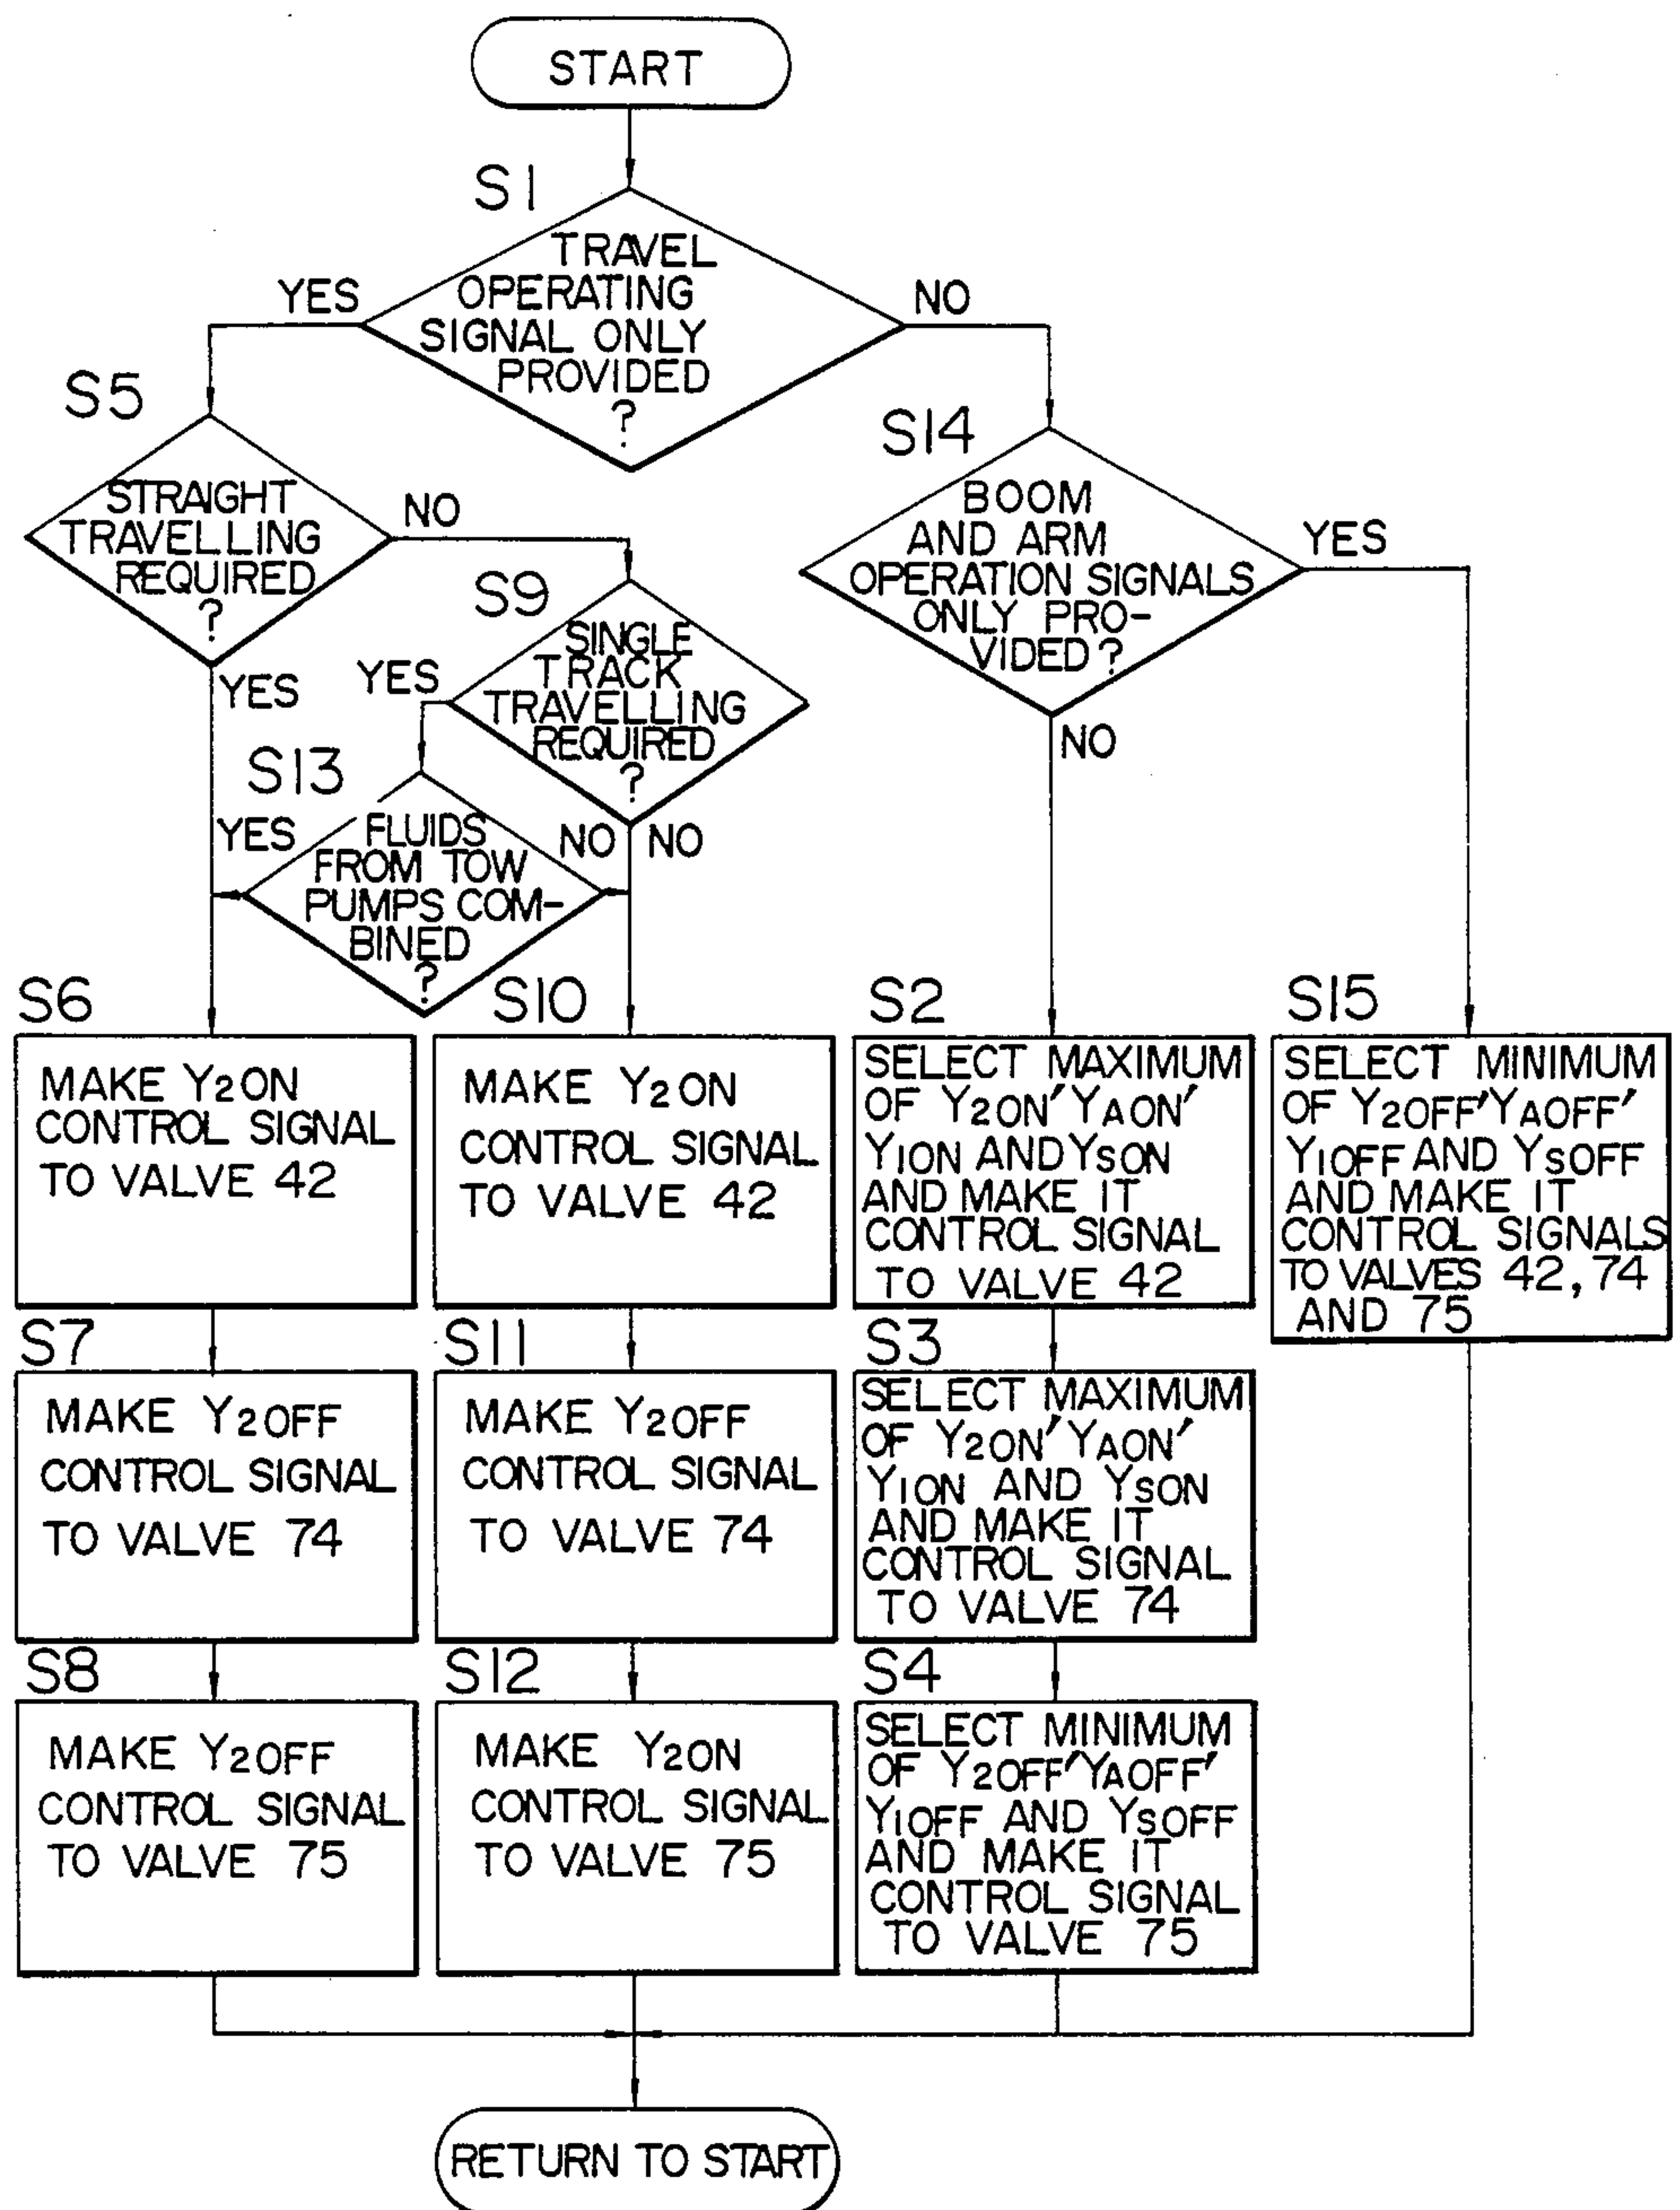 START
S1
TRAVEL
OPERATING
SIGNAL ONLY
PROVIDED
?
YES
NO
S5
STRAIGHT
TRAVELLING
REQUIRED
?
NO
YES
S14
BOOM
AND ARM
OPERATION SIGNALS
ONLY PRO-
VIDED?
YES
NO
S9
SINGLE
TRACK
TRAVELLING
REQUIRED
?
YES
NO
S13
FLUIDS
FROM TOW
PUMPS COM-
BINED
?
YES
NO
S6
MAKE Y2ON
CONTROL SIGNAL
TO VALVE 42
S10
MAKE Y2ON
CONTROL SIGNAL
TO VALVE 42
S2
SELECT MAXIMUM
OF Y2ON'YAON'
Y1ON AND YSON
AND MAKE IT
CONTROL SIGNAL
TO VALVE 42
S15
SELECT MINIMUM
OF Y2OFF'YAOFF'
Y1OFF AND YSOFF
AND MAKE IT
CONTROL SIGNALS
TO VALVES 42,74
AND 75
S7
MAKE Y2OFF
CONTROL SIGNAL
TO VALVE 74
S11
MAKE Y2OFF
CONTROL SIGNAL
TO VALVE 74
S3
SELECT MAXIMUM
OF Y2ON'YAON'
Y1ON AND YSON
AND MAKE IT
CONTROL SIGNAL
TO VALVE 74
S8
MAKE Y2OFF
CONTROL SIGNAL
TO VALVE 75
S12
MAKE Y2ON
CONTROL SIGNAL
TO VALVE 75
S4
SELECT MINIMUM
OF Y2OFF'YAOFF'
Y1OFF AND YSOFF
AND MAKE IT
CONTROL SIGNAL
TO VALVE 75
RETURN TO START